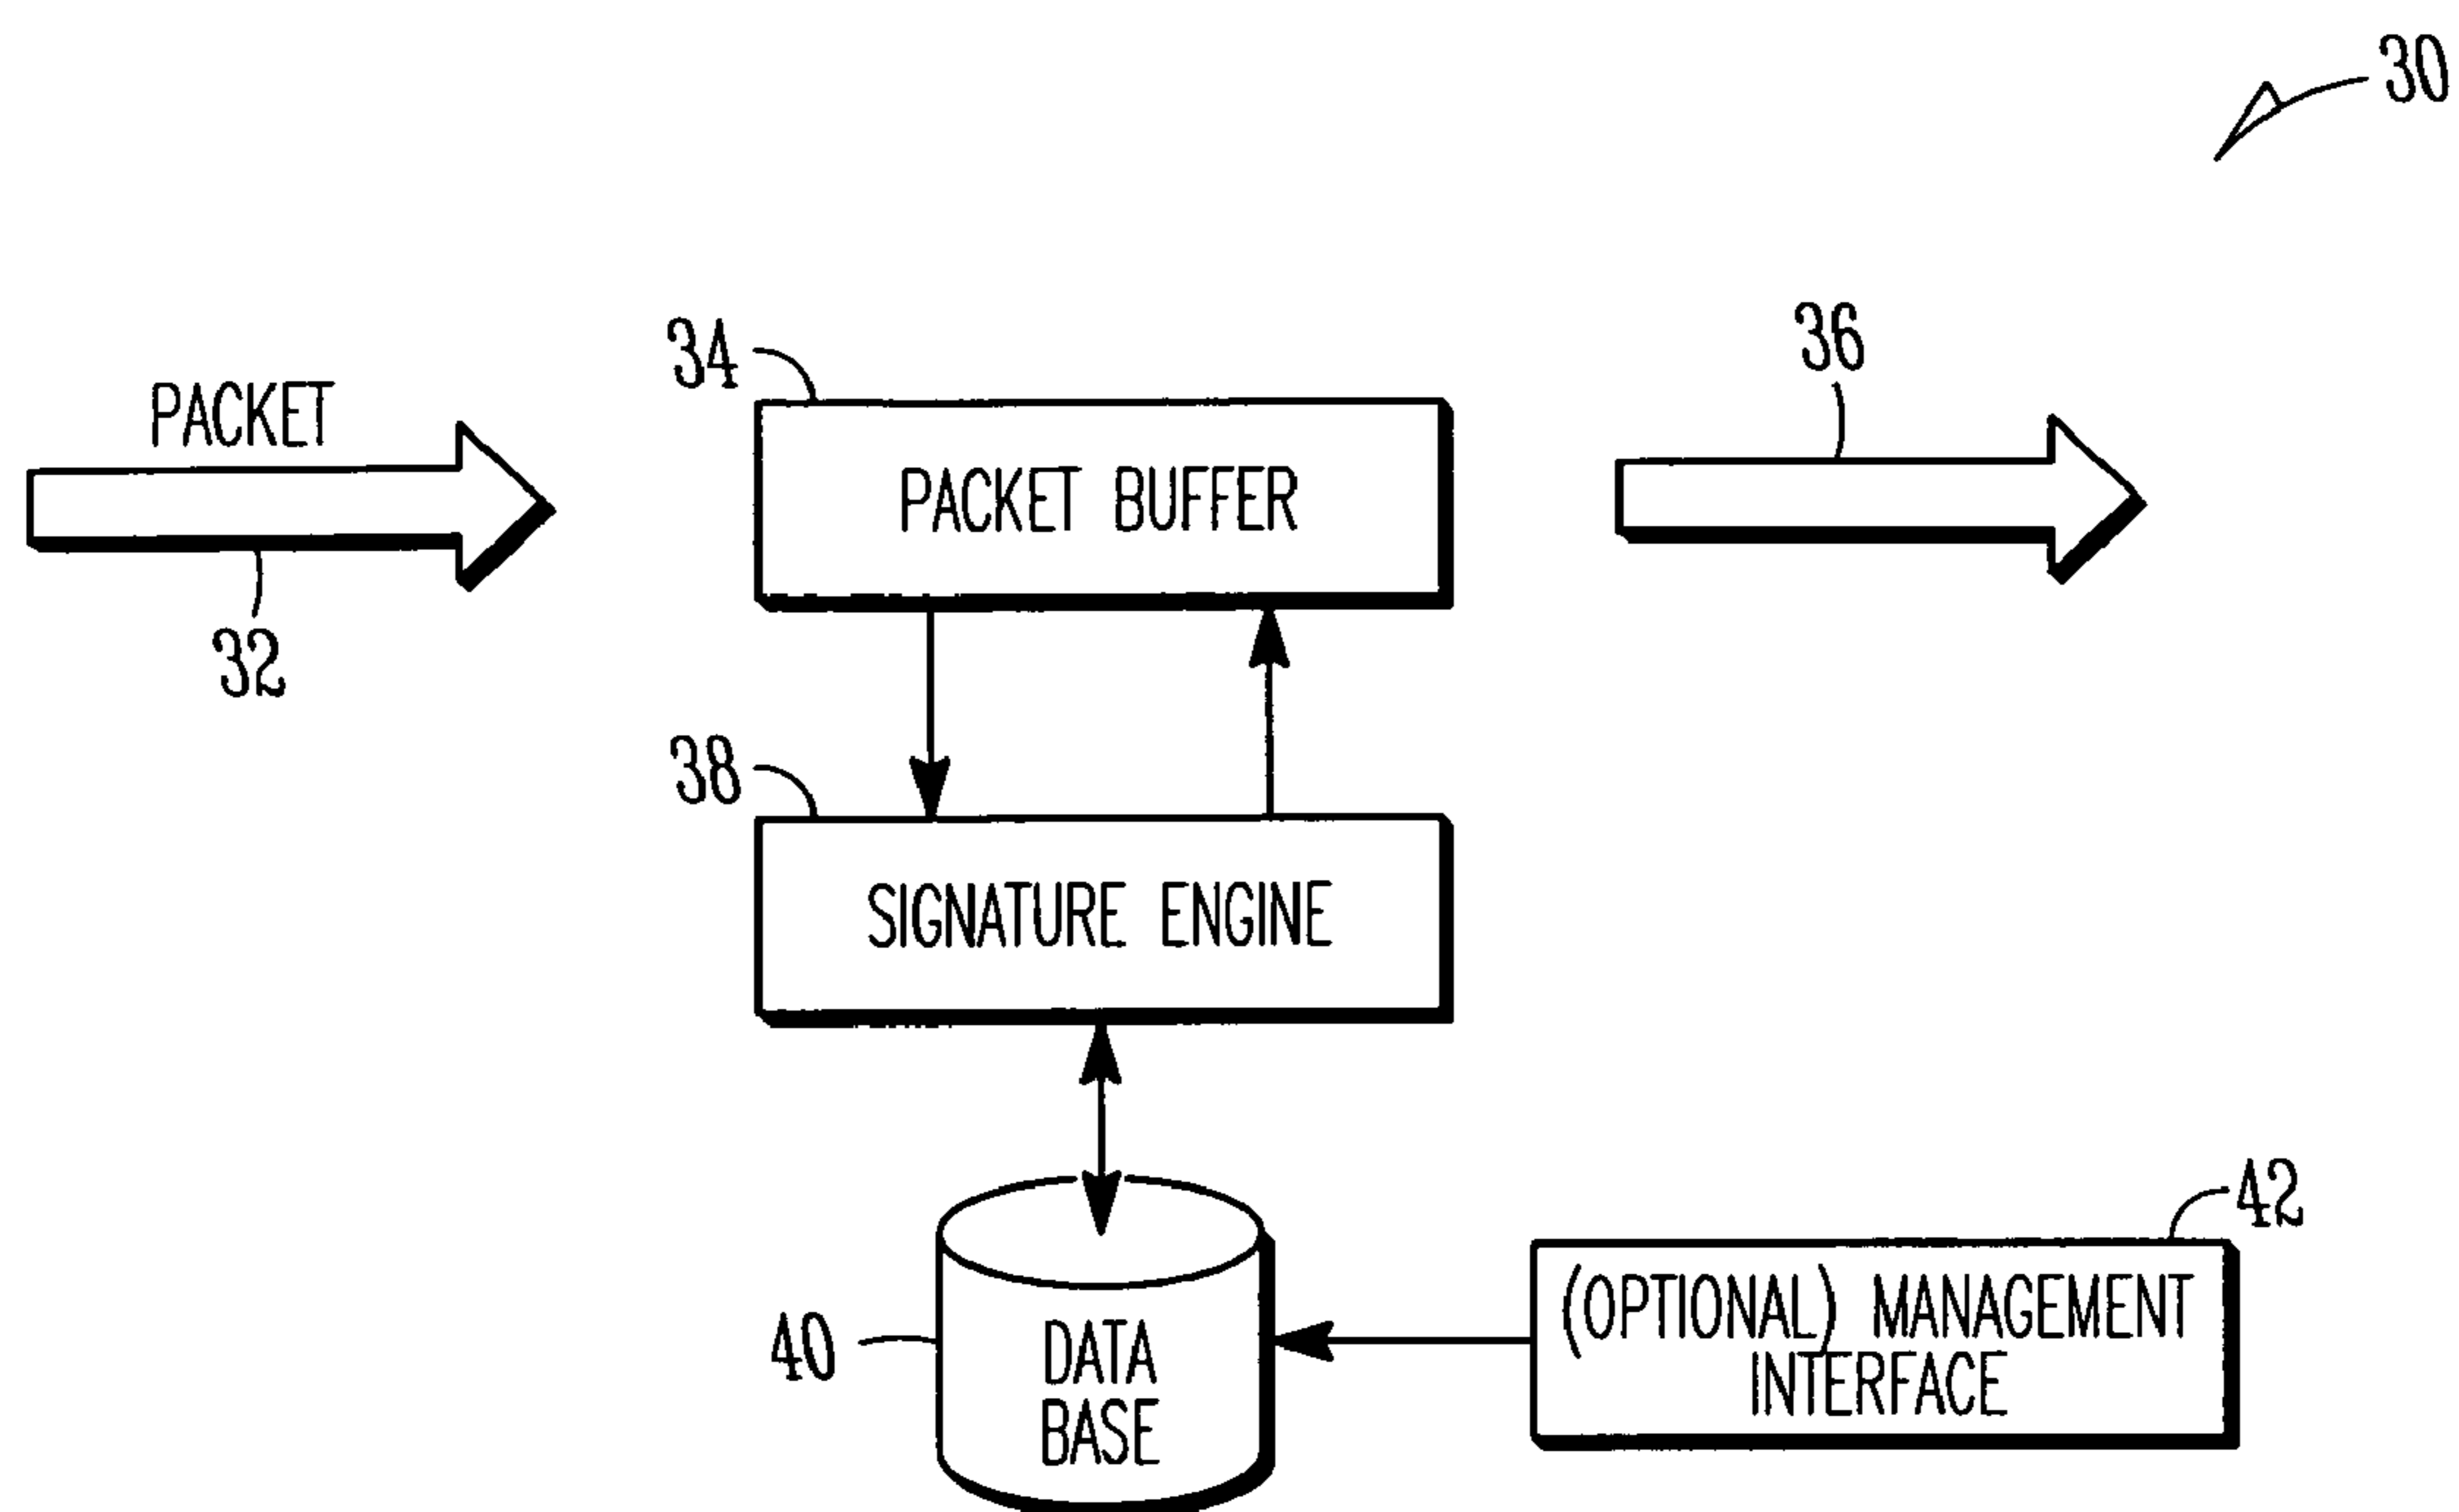 30
36
34
PACKET
PACKET BUFFER
32
38
SIGNATURE ENGINE
42
(OPTIONAL) MANAGEMENT
INTERFACE
40
DATA
BASE